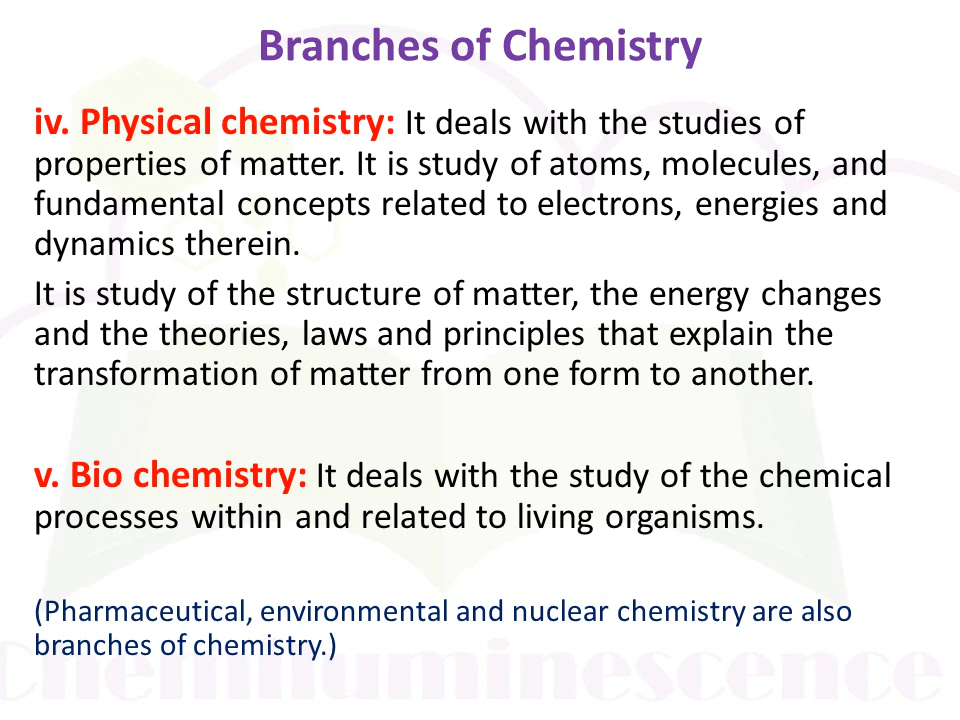 Branches of Chemistry
iv. Physical chemistry: It deals with the studies of
properties of matter. It is study of atoms, molecules, and
fundamental concepts related to electrons, energies and
dynamics therein.
It is study of the structure of matter, the energy changes
and the theories, laws and principles that explain the
transformation of matter from one form to another.
v. Bio chemistry: It deals with the study of the chemical
processes within and related to living organisms.
(Pharmaceutical, environmental and nuclear chemistry are also
branches of chemistry.)
Chemiluminescence